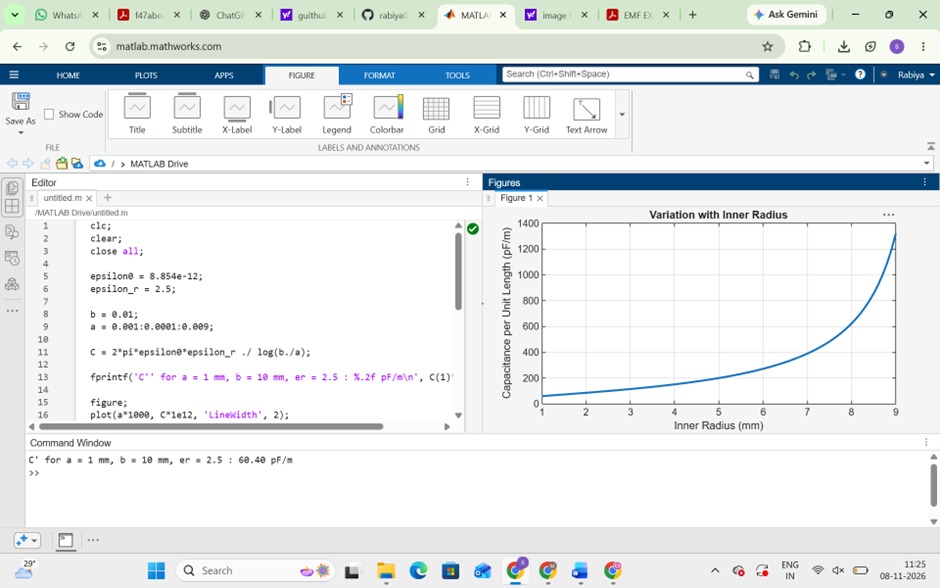 WhatsA
f47abe
ChatGP
guithub
rabiya
MATLA
image
EMF E
Ask Gemini
matlab.mathworks.com
S
HOME PLOTS APPS FIGURE FORMAT TOOLS Search (Ctrl+Shift+Space) Rabiya
Save As Show Code Title Subtitle X-Label Y-Label Legend Colorbar Grid X-Grid Y-Grid Text Arrow
FILE LABELS AND ANNOTATIONS
/ > MATLAB Drive
Editor
untitled.m
/MATLAB Drive/untitled.m
1 clc;
2 clear;
3 close all;
4
5 epsilon0 = 8.854e-12;
6 epsilon_r = 2.5;
7
8 b = 0.01;
9 a = 0.001:0.0001:0.009;
10
11 C = 2*pi*epsilon0*epsilon_r ./ log(b./a);
12
13 fprintf('C'' for a = 1 mm, b = 10 mm, er = 2.5 : %.2f pF/m\n', C(1)*
14
15 figure;
16 plot(a*1000, C*1e12, 'LineWidth', 2);
Figures
Figure 1
Variation with Inner Radius
Capacitance per Unit Length (pF/m)
1400
1200
1000
800
600
400
200
0
1 2 3 4 5 6 7 8 9
Inner Radius (mm)
Command Window
C' for a = 1 mm, b = 10 mm, er = 2.5 : 60.40 pF/m
>>
29°
Search
ENG
IN
11:25
08-11-2026